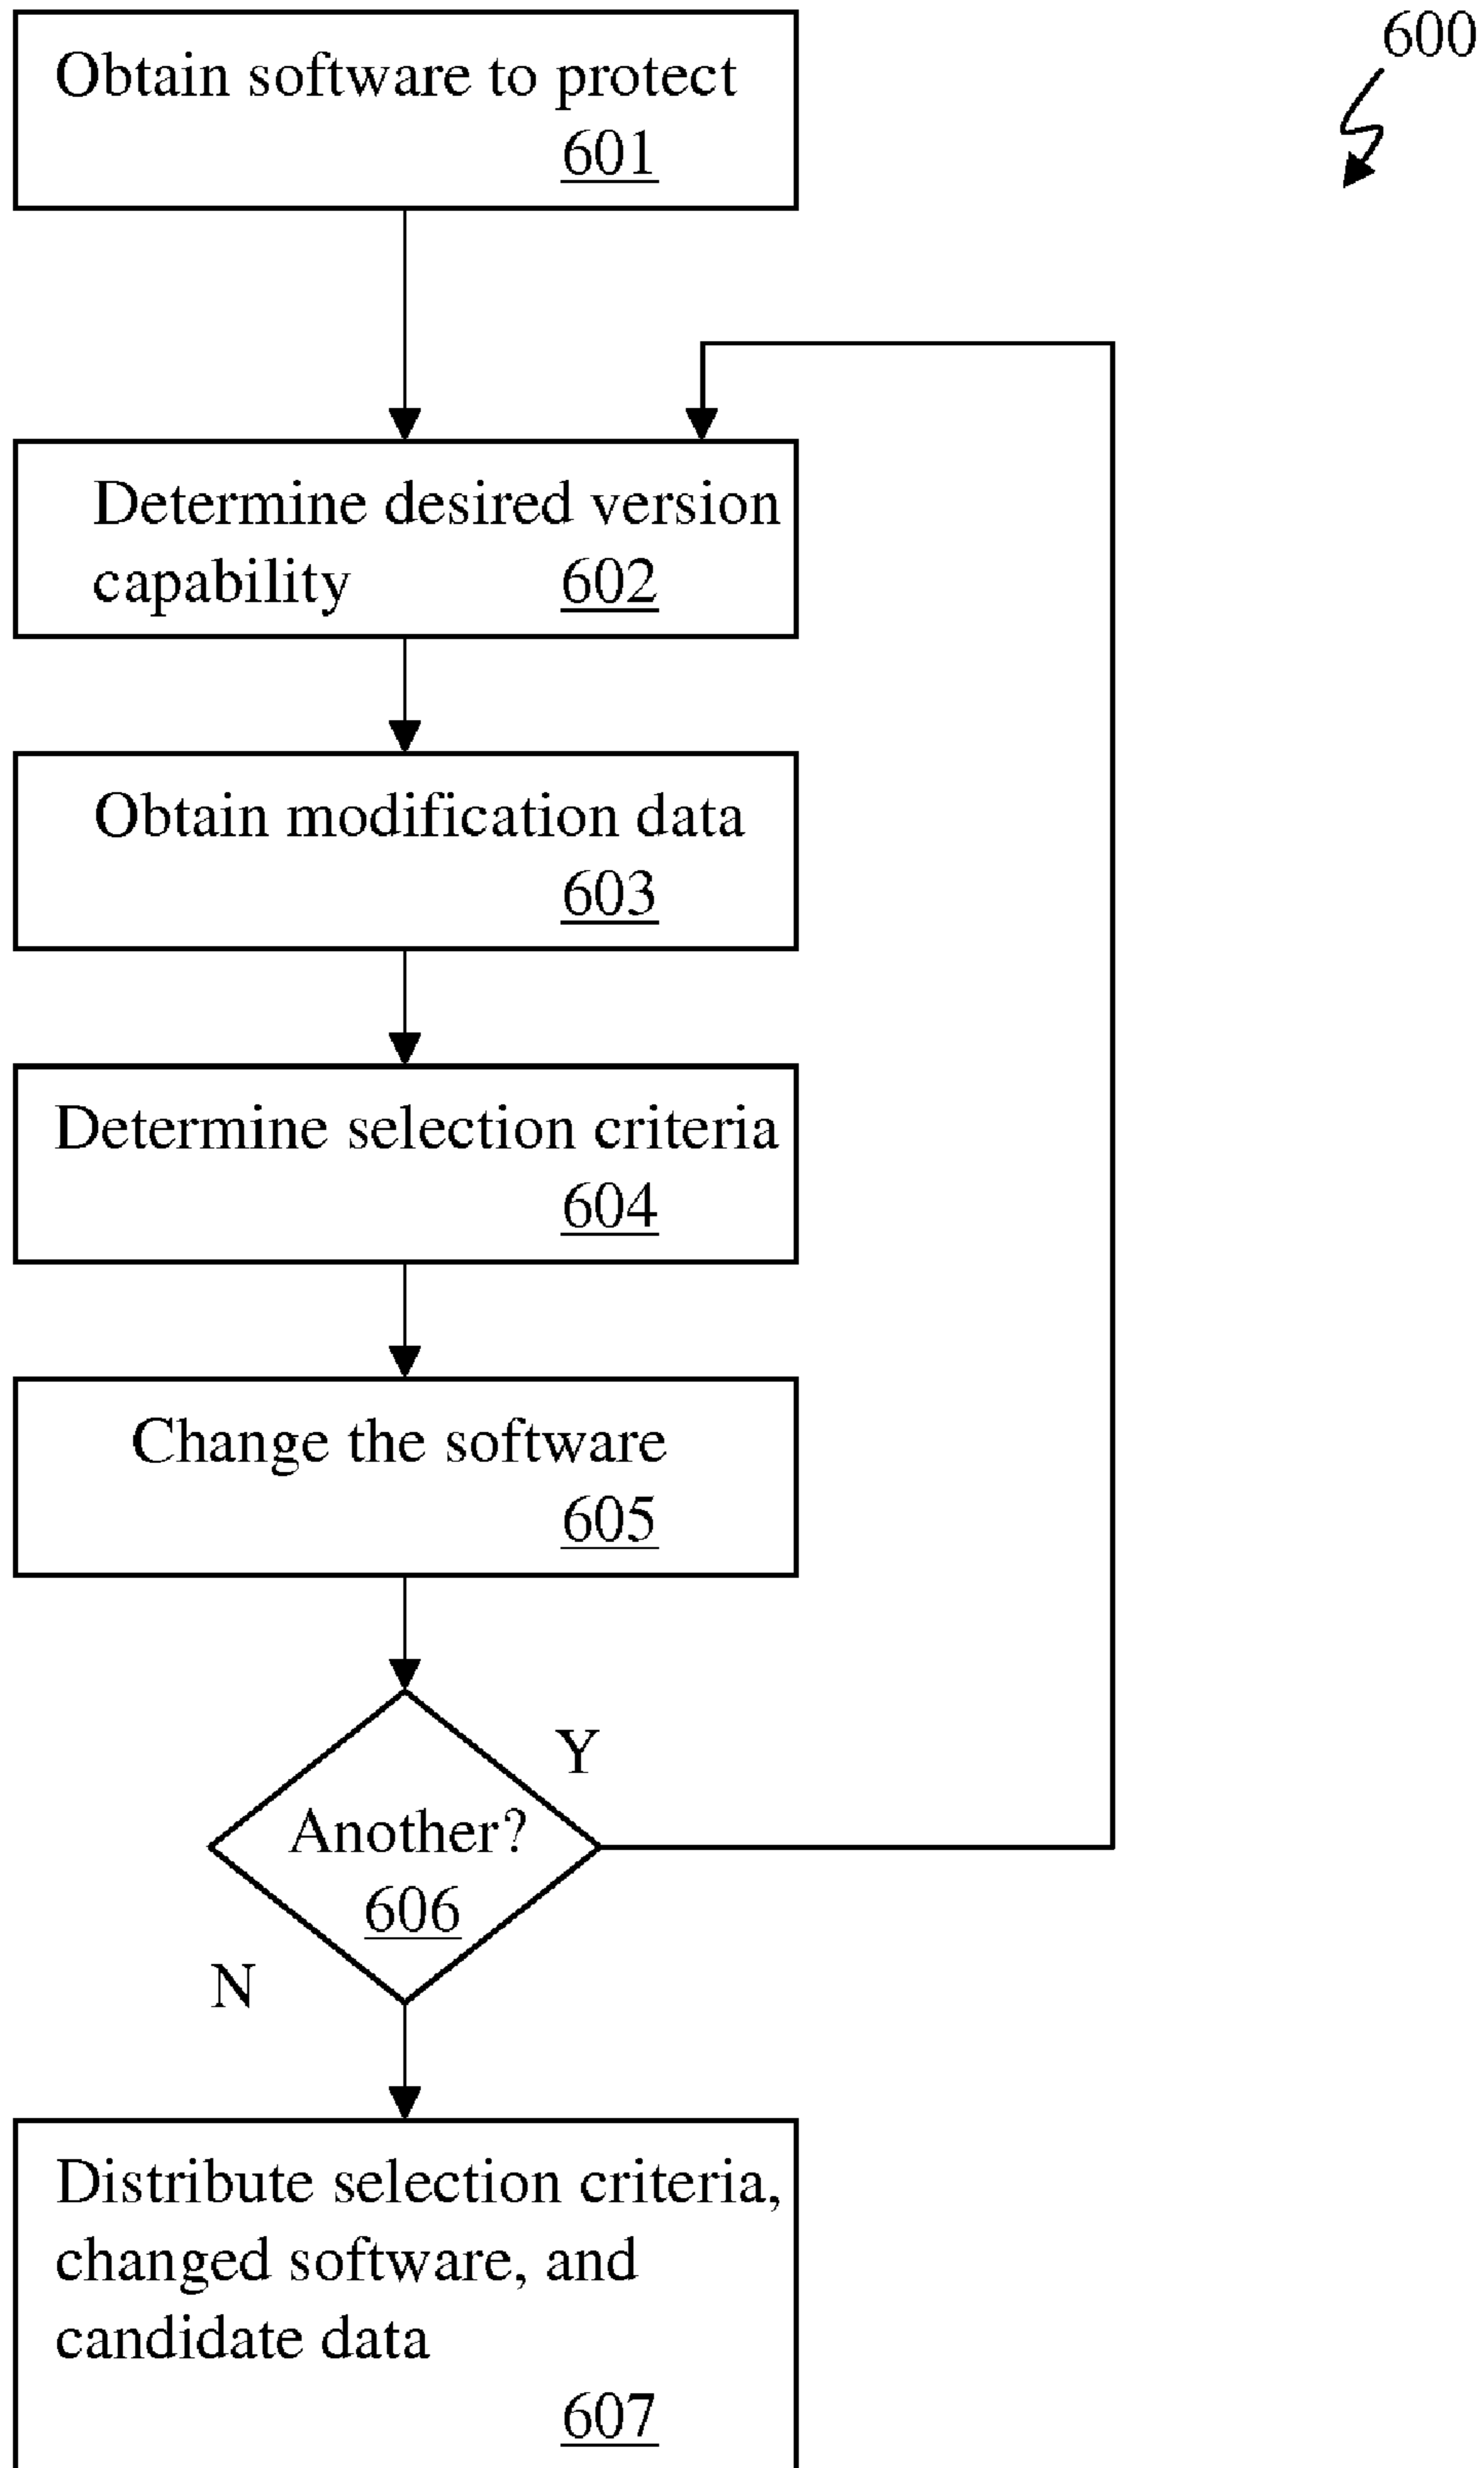 600
Obtain software to protect
601
Determine desired version
capability 602
Obtain modification data
603
Determine selection criteria
604
Change the software
605
Y
Another?
606
N
Distribute selection criteria,
changed software, and
candidate data
607